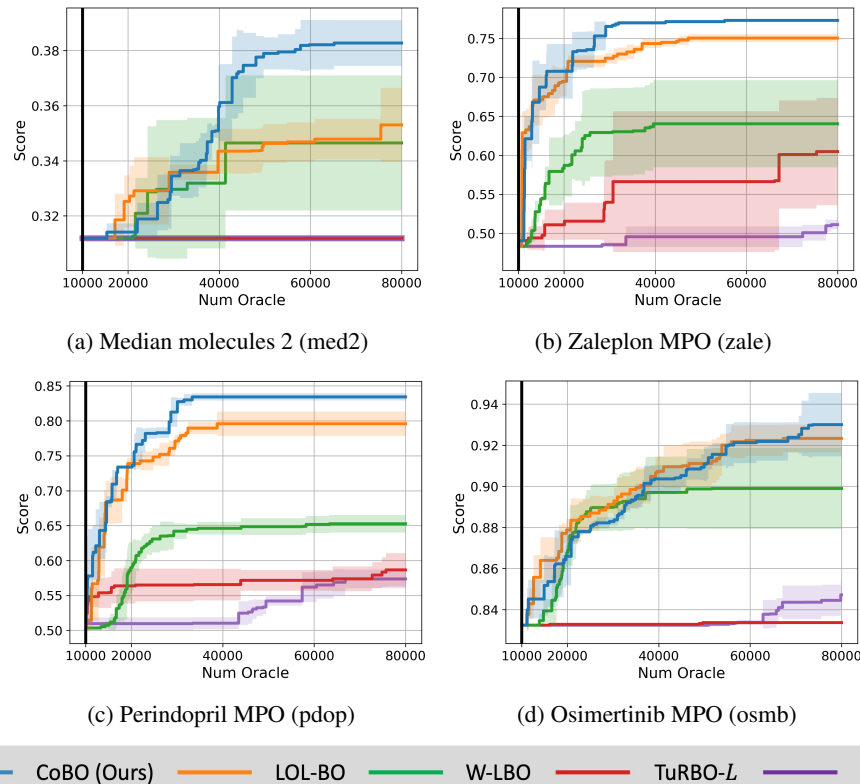 0.38
0.36
0.34
0.32
Score
10000 20000 40000 60000 80000
Num Oracle
(a) Median molecules 2 (med2)
0.75
0.70
0.65
0.60
0.55
0.50
Score
10000 20000 40000 60000 80000
Num Oracle
(b) Zaleplon MPO (zale)
0.85
0.80
0.75
0.70
0.65
0.60
0.55
0.50
Score
10000 20000 40000 60000 80000
Num Oracle
(c) Perindopril MPO (pdop)
0.94
0.92
0.90
0.88
0.86
0.84
Score
10000 20000 40000 60000 80000
Num Oracle
(d) Osimertinib MPO (osmb)
CoBO (Ours) LOL-BO W-LBO TuRBO-L